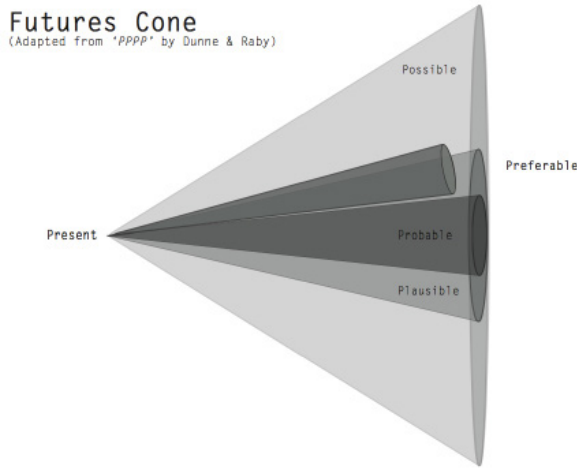 Futures Cone
(Adapted from 'PPPP' by Dunne & Raby)
Possible
Preferable
Present
Probable
Plausible